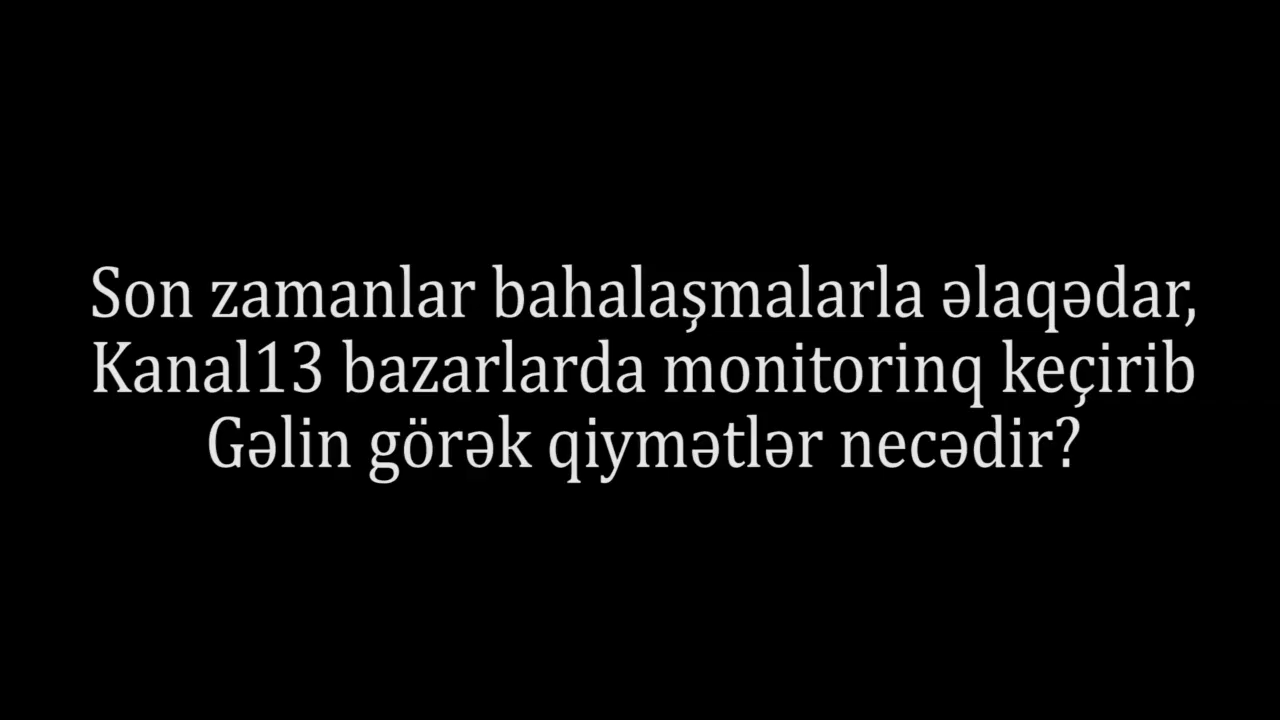 Son zamanlar bahalaşmalarla əlaqədar,
Kanal13 bazarlarda monitorinq keçirib
Gəlin görək qiymətlər necədir?